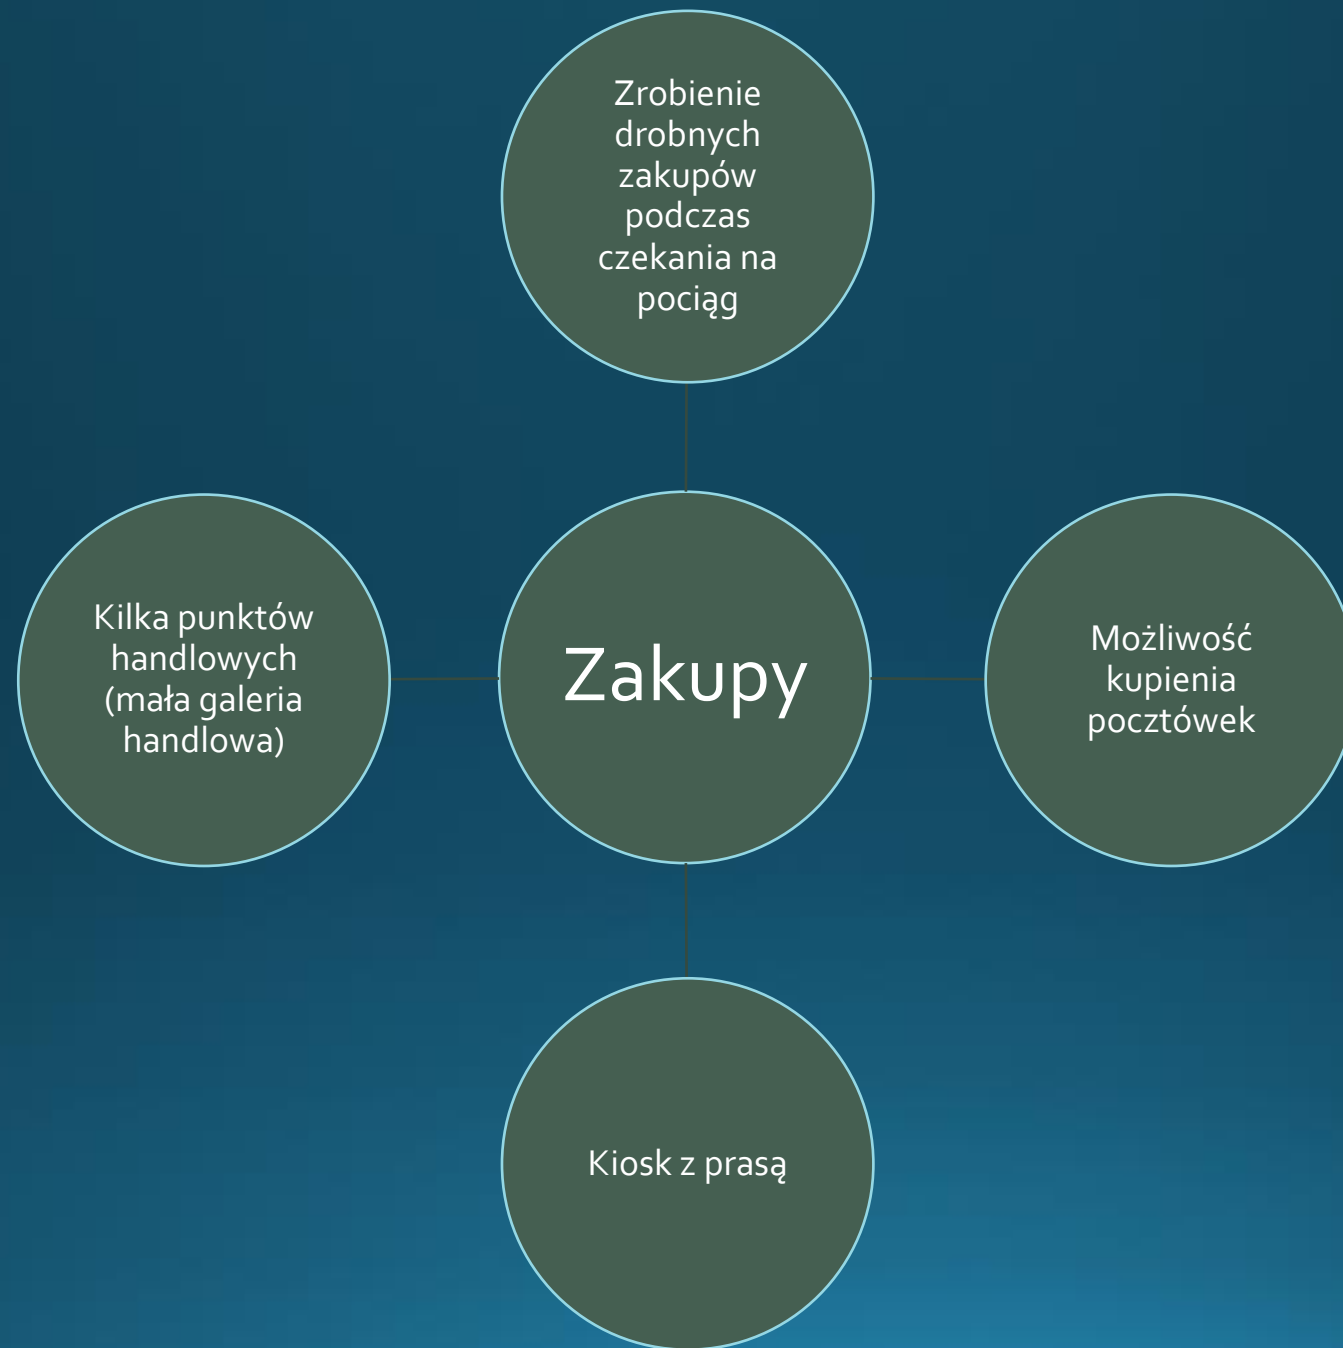 Zrobienie
drobnych
zakupów
podczas
czekania na
pociąg
Kilka punktów
handlowych
(mała galeria
handlowa)
Zakupy
Możliwość
kupienia
pocztówek
Kiosk z prasą